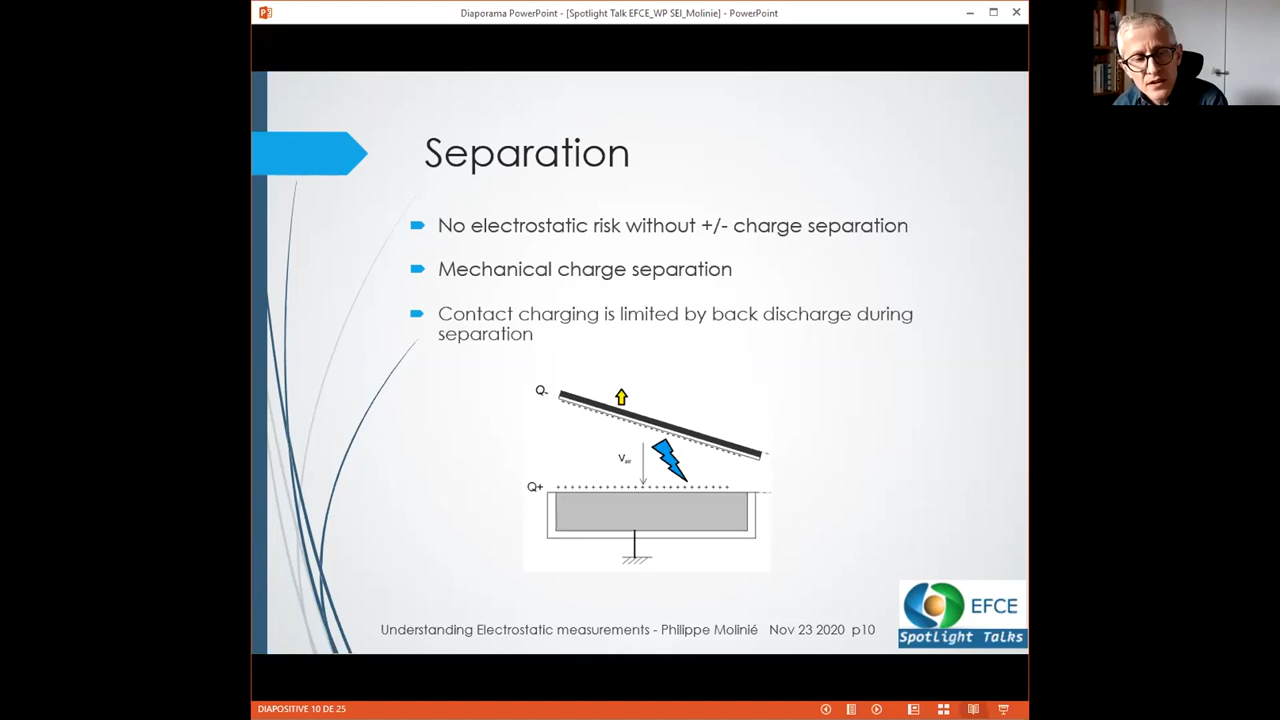 Diaporama PowerPoint - [Spotlight Talk EFCE_WP SEI_Molinie] - PowerPoint
Separation
No electrostatic risk without +/- charge separation
Mechanical charge separation
Contact charging is limited by back discharge during
separation
Q-
Vair
Q+
Understanding Electrostatic measurements - Philippe Molinié Nov 23 2020 p10
EFCE
Spotlight Talks
DIAPOSITIVE 10 DE 25